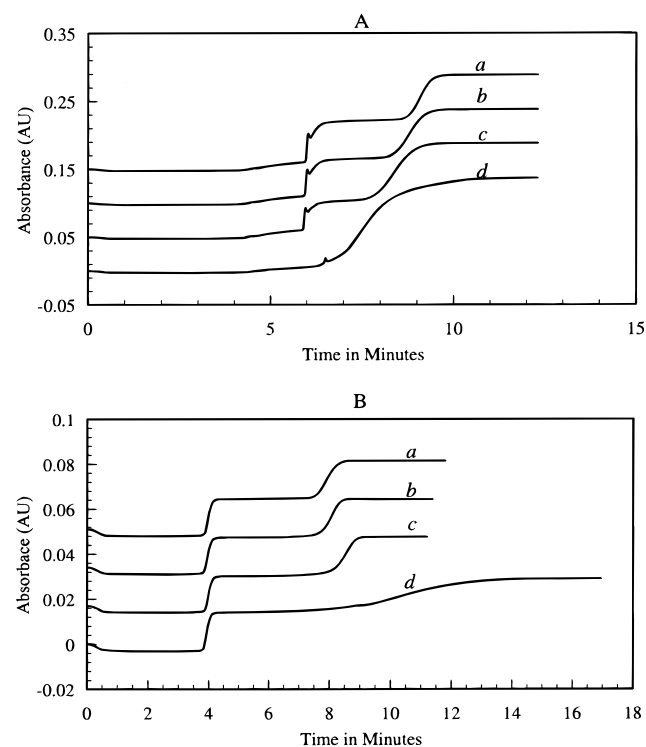 A
0.35
0.25
0.15
0.05
-0.05
Absorbance (AU)
a
b
c
d
0 5 10 15
Time in Minutes
B
0.1
0.08
0.06
0.04
0.02
0
-0.02
Absorbace (AU)
a
b
c
d
0 2 4 6 8 10 12 14 16 18
Time in Minutes